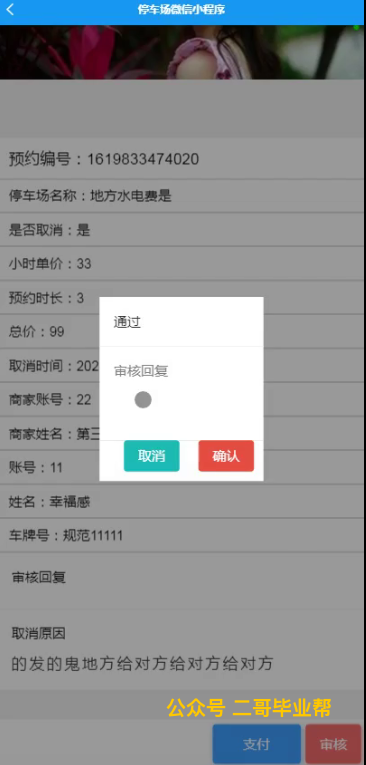 停车场微信小程序
预约编号：1619833474020
停车场名称：地方水电费是
是否取消：是
小时单价：33
预约时长：3
总价：99
取消时间：202
商家账号：22
商家姓名：第三
账号：11
姓名：幸福感
车牌号：规范11111
审核回复
取消原因
的发的鬼地方给对方给对方给对方
通过
审核回复
取消 确认
公众号 二哥毕业帮
支付 审核